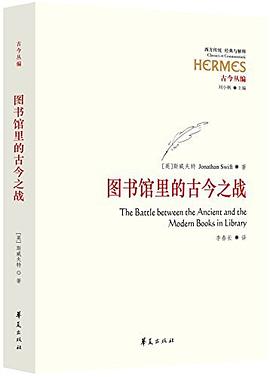 古今丛编
图书馆里的古今之战
[英]斯威夫特 著
华夏出版社
西方传统 经典与解释
Classici et Commentarii
HERMES
古今丛编
刘小枫 主编
[英]斯威夫特 Jonathan Swift 著
图书馆里的古今之战
The Battle between the Ancient and the
Modern Books in Library
李春长 译
华夏出版社